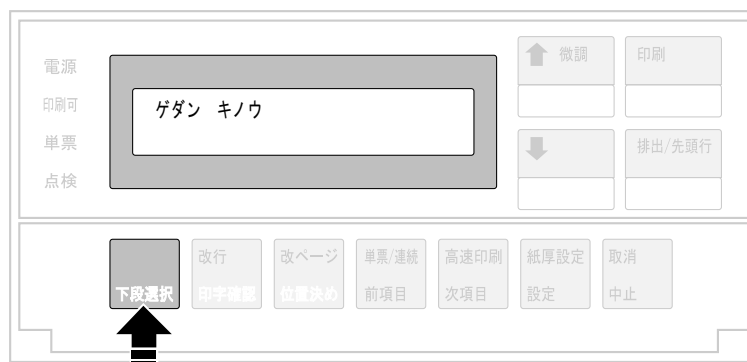 電源
印刷可
単票
点検
ゲダン キノウ
微調
印刷
排出/先頭行
下段選択
改行
印字確認
改ページ
位置決め
単票/連続
前項目
高速印刷
次項目
紙厚設定
設定
取消
中止